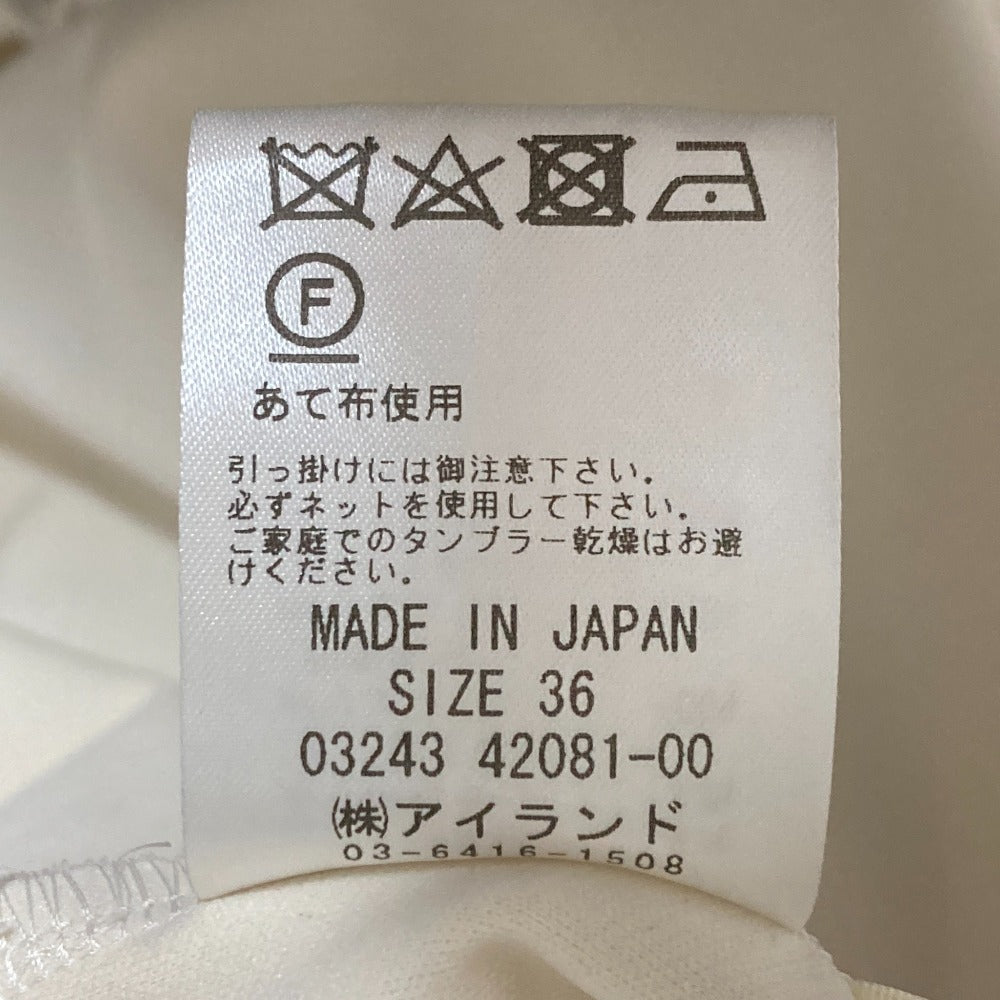 F
あて布使用
引っ掛けには御注意下さい。
必ずネットを使用して下さい。
ご家庭でのタンブラー乾燥はお避
けください。
MADE IN JAPAN
SIZE 36
03243 42081-00
㈱アイランド
03-6416-1508